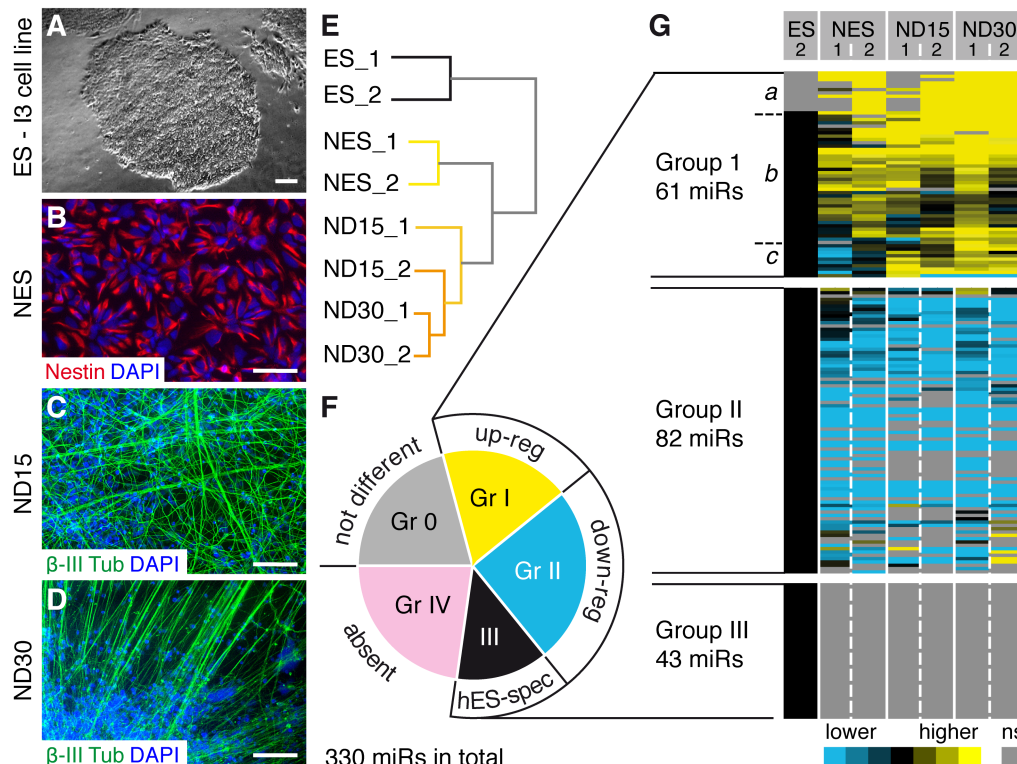 A
ES - I3 cell line
B
NES
Nestin DAPI
C
ND15
β-III Tub DAPI
D
ND30
β-III Tub DAPI
E
ES_1
ES_2
NES_1
NES_2
ND15_1
ND15_2
ND30_1
ND30_2
F
not different
up-reg
down-reg
hES-spec
absent
Gr 0
Gr I
Gr II
III
Gr IV
330 miRs in total
G
ES NES ND15 ND30
2 1 2 1 2 1 2
a
b
c
Group 1
61 miRs
Group II
82 miRs
Group III
43 miRs
lower higher